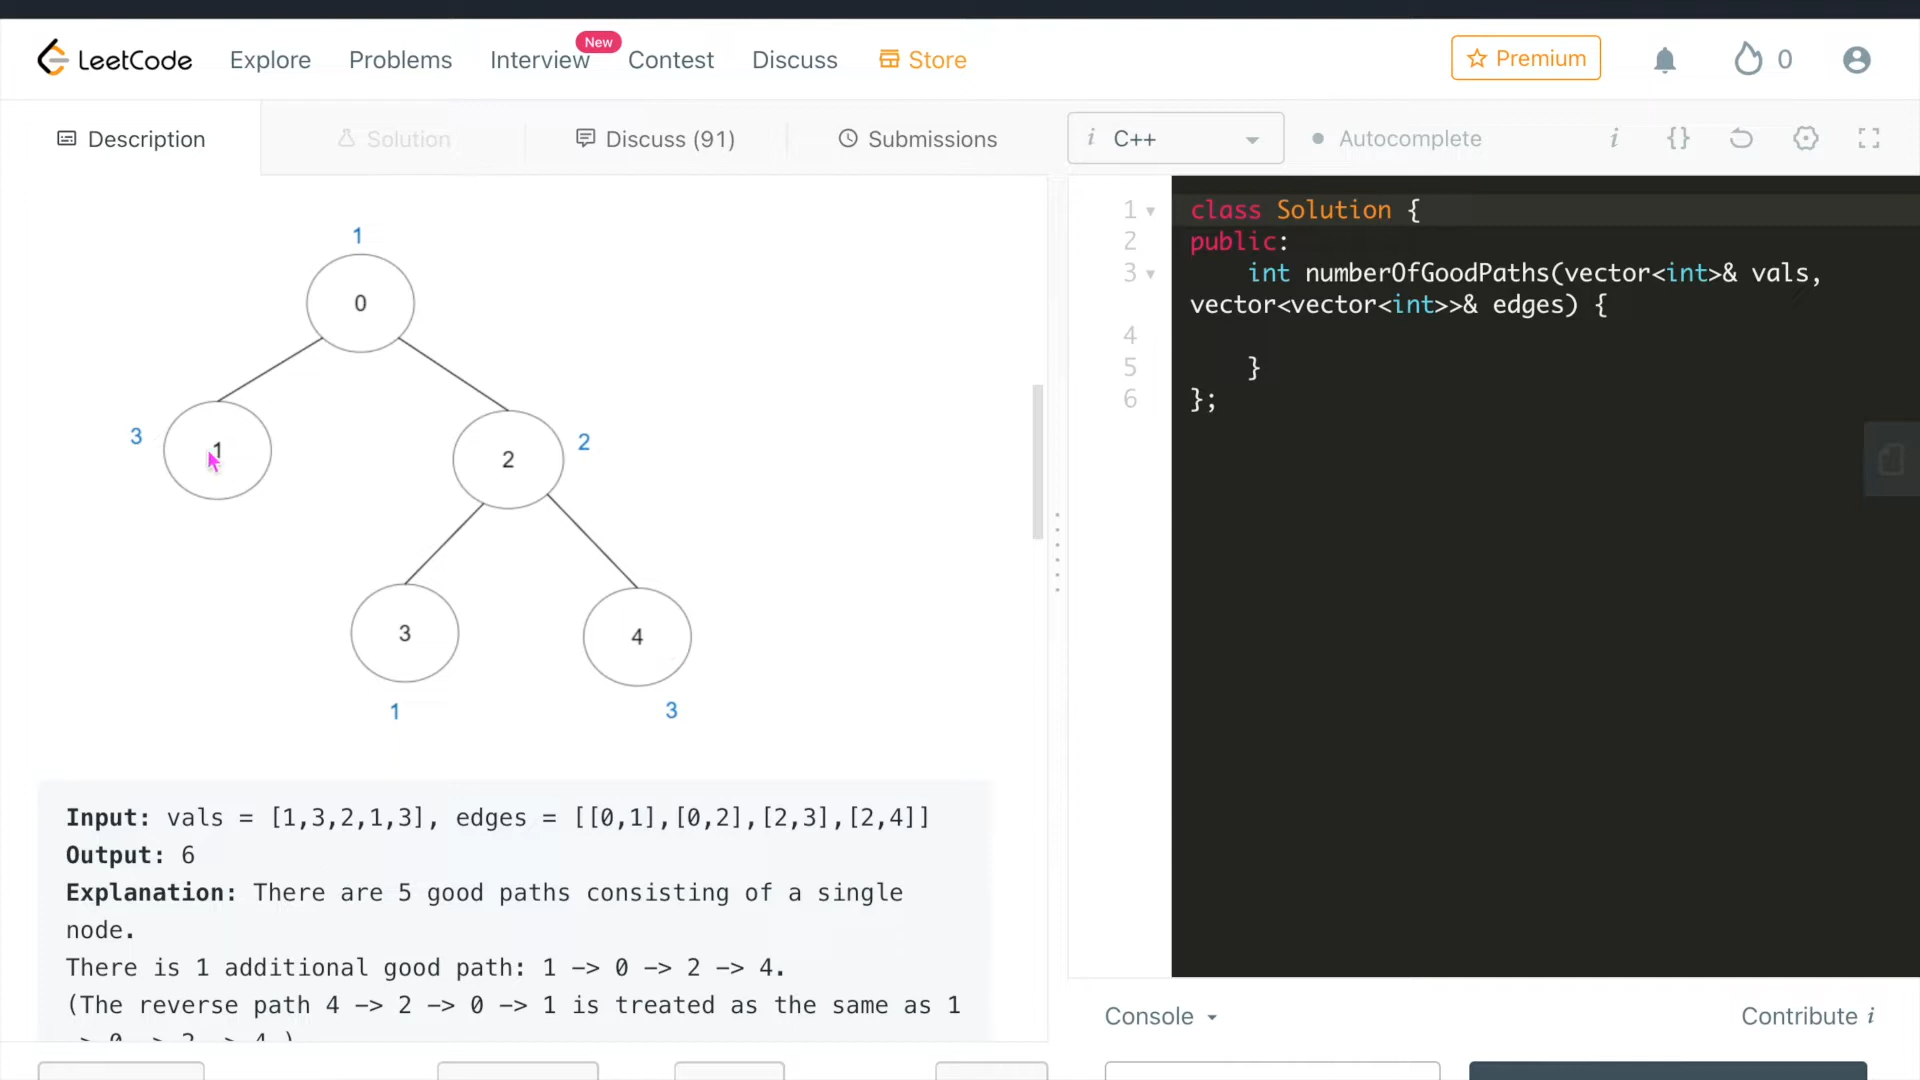 LeetCode Explore Problems Interview New Contest Discuss Store Premium 0
Description Solution Discuss (91) Submissions i C++ Autocomplete i {}
1
0
3
1
2
2
3
4
1
3
Input: vals = [1,3,2,1,3], edges = [[0,1],[0,2],[2,3],[2,4]]
Output: 6
Explanation: There are 5 good paths consisting of a single
node.
There is 1 additional good path: 1 -> 0 -> 2 -> 4.
(The reverse path 4 -> 2 -> 0 -> 1 is treated as the same as 1
-> 0 -> 2 -> 4.)
1 class Solution {
2 public:
3 int numberOfGoodPaths(vector<int>& vals,
vector<vector<int>>& edges) {
4
5 }
6 };
Console Contribute i